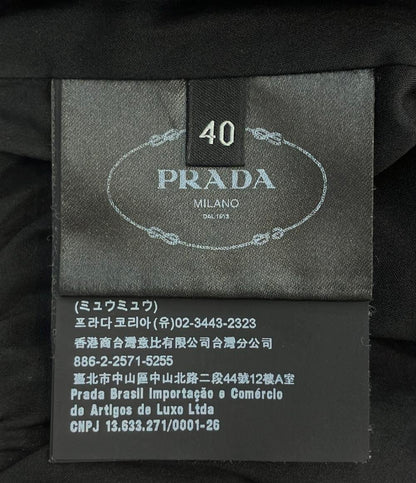 40
PRADA
MILANO
DAL 1913
(ミュウミュウ)
프라다코리아(유)02-3443-2323
香港商台灣意比有限公司台灣分公司
886-2-2571-5255
臺北市中山區中山北路二段44號12樓A室
Prada Brasil Importação e Comércio
de Artigos de Luxo Ltda
CNPJ 13.633.271/0001-26